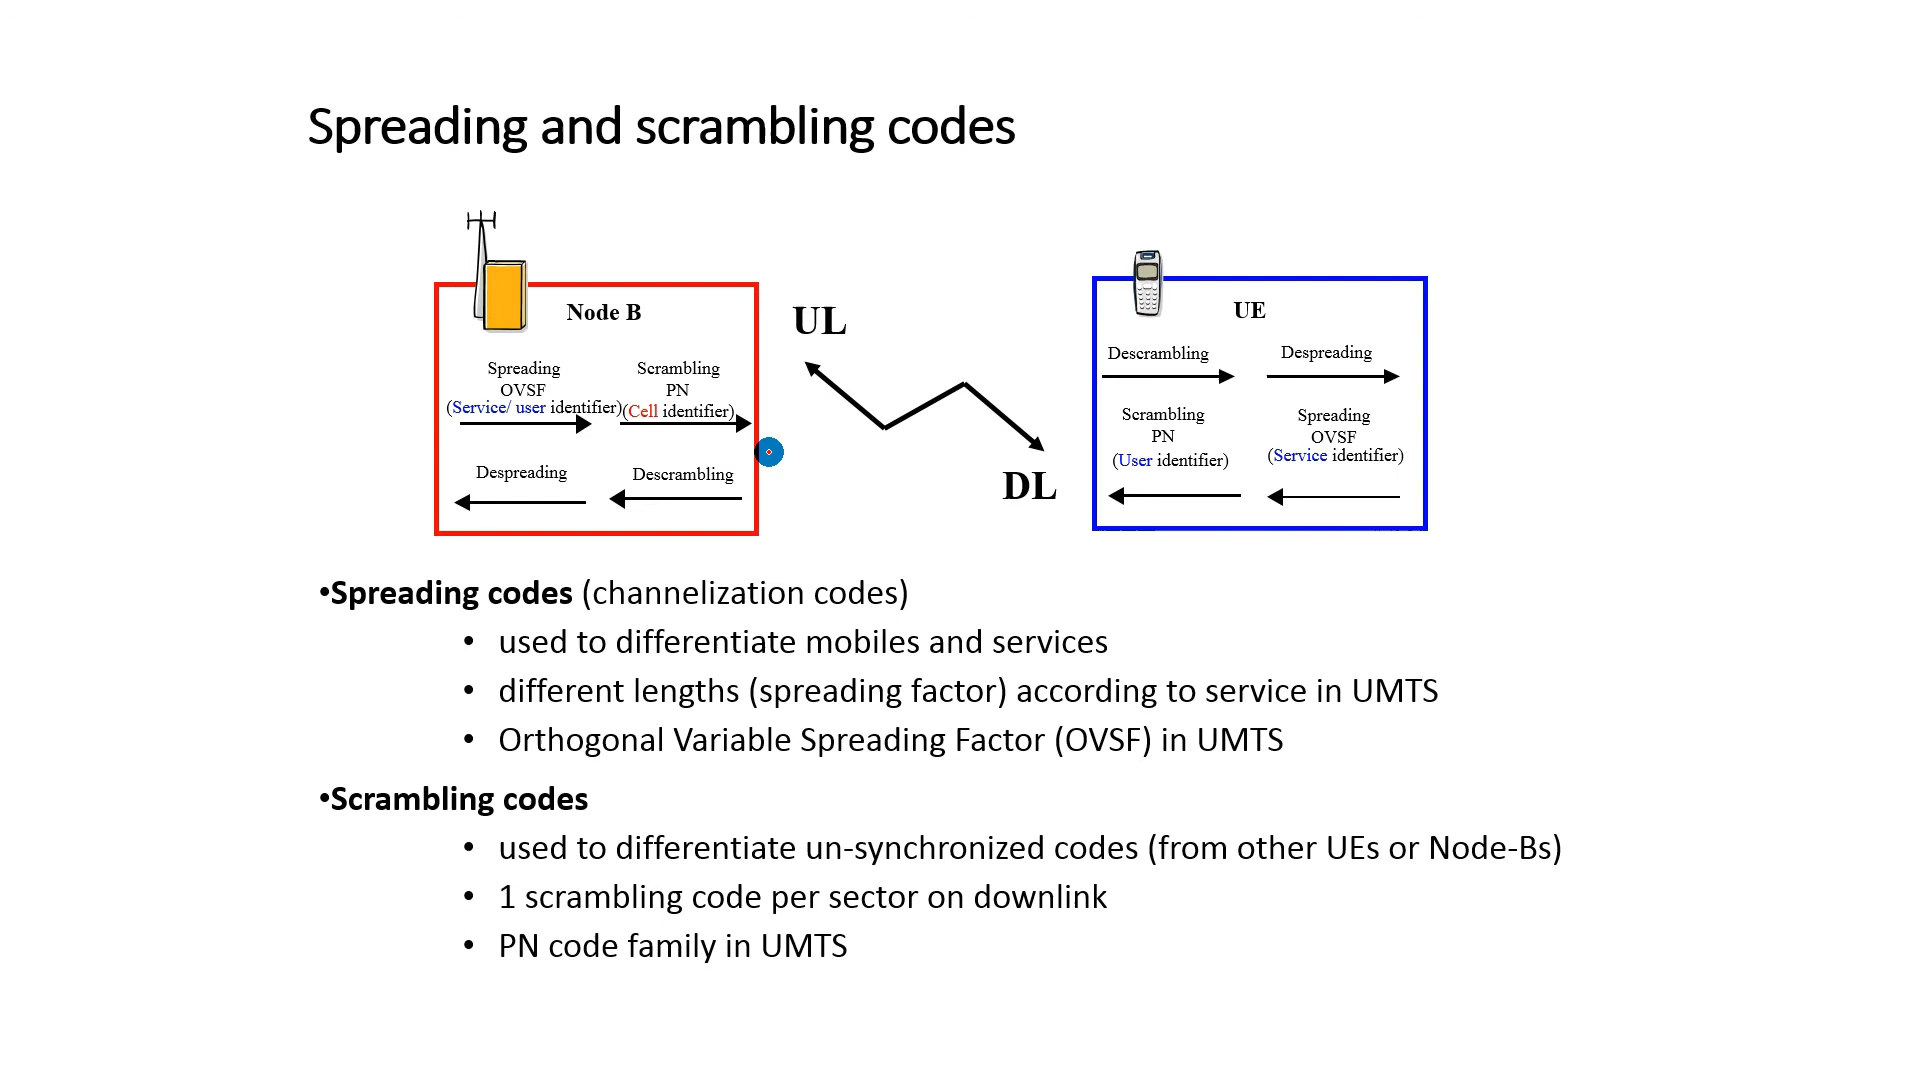 Spreading and scrambling codes
Node B
Spreading
OVSF
(Service/ user identifier)
Scrambling
PN
(Cell identifier)
Despreading
Descrambling
UL
DL
UE
Descrambling
Despreading
Scrambling
PN
(User identifier)
Spreading
OVSF
(Service identifier)
•Spreading codes (channelization codes)
• used to differentiate mobiles and services
• different lengths (spreading factor) according to service in UMTS
• Orthogonal Variable Spreading Factor (OVSF) in UMTS
•Scrambling codes
• used to differentiate un-synchronized codes (from other UEs or Node-Bs)
• 1 scrambling code per sector on downlink
• PN code family in UMTS